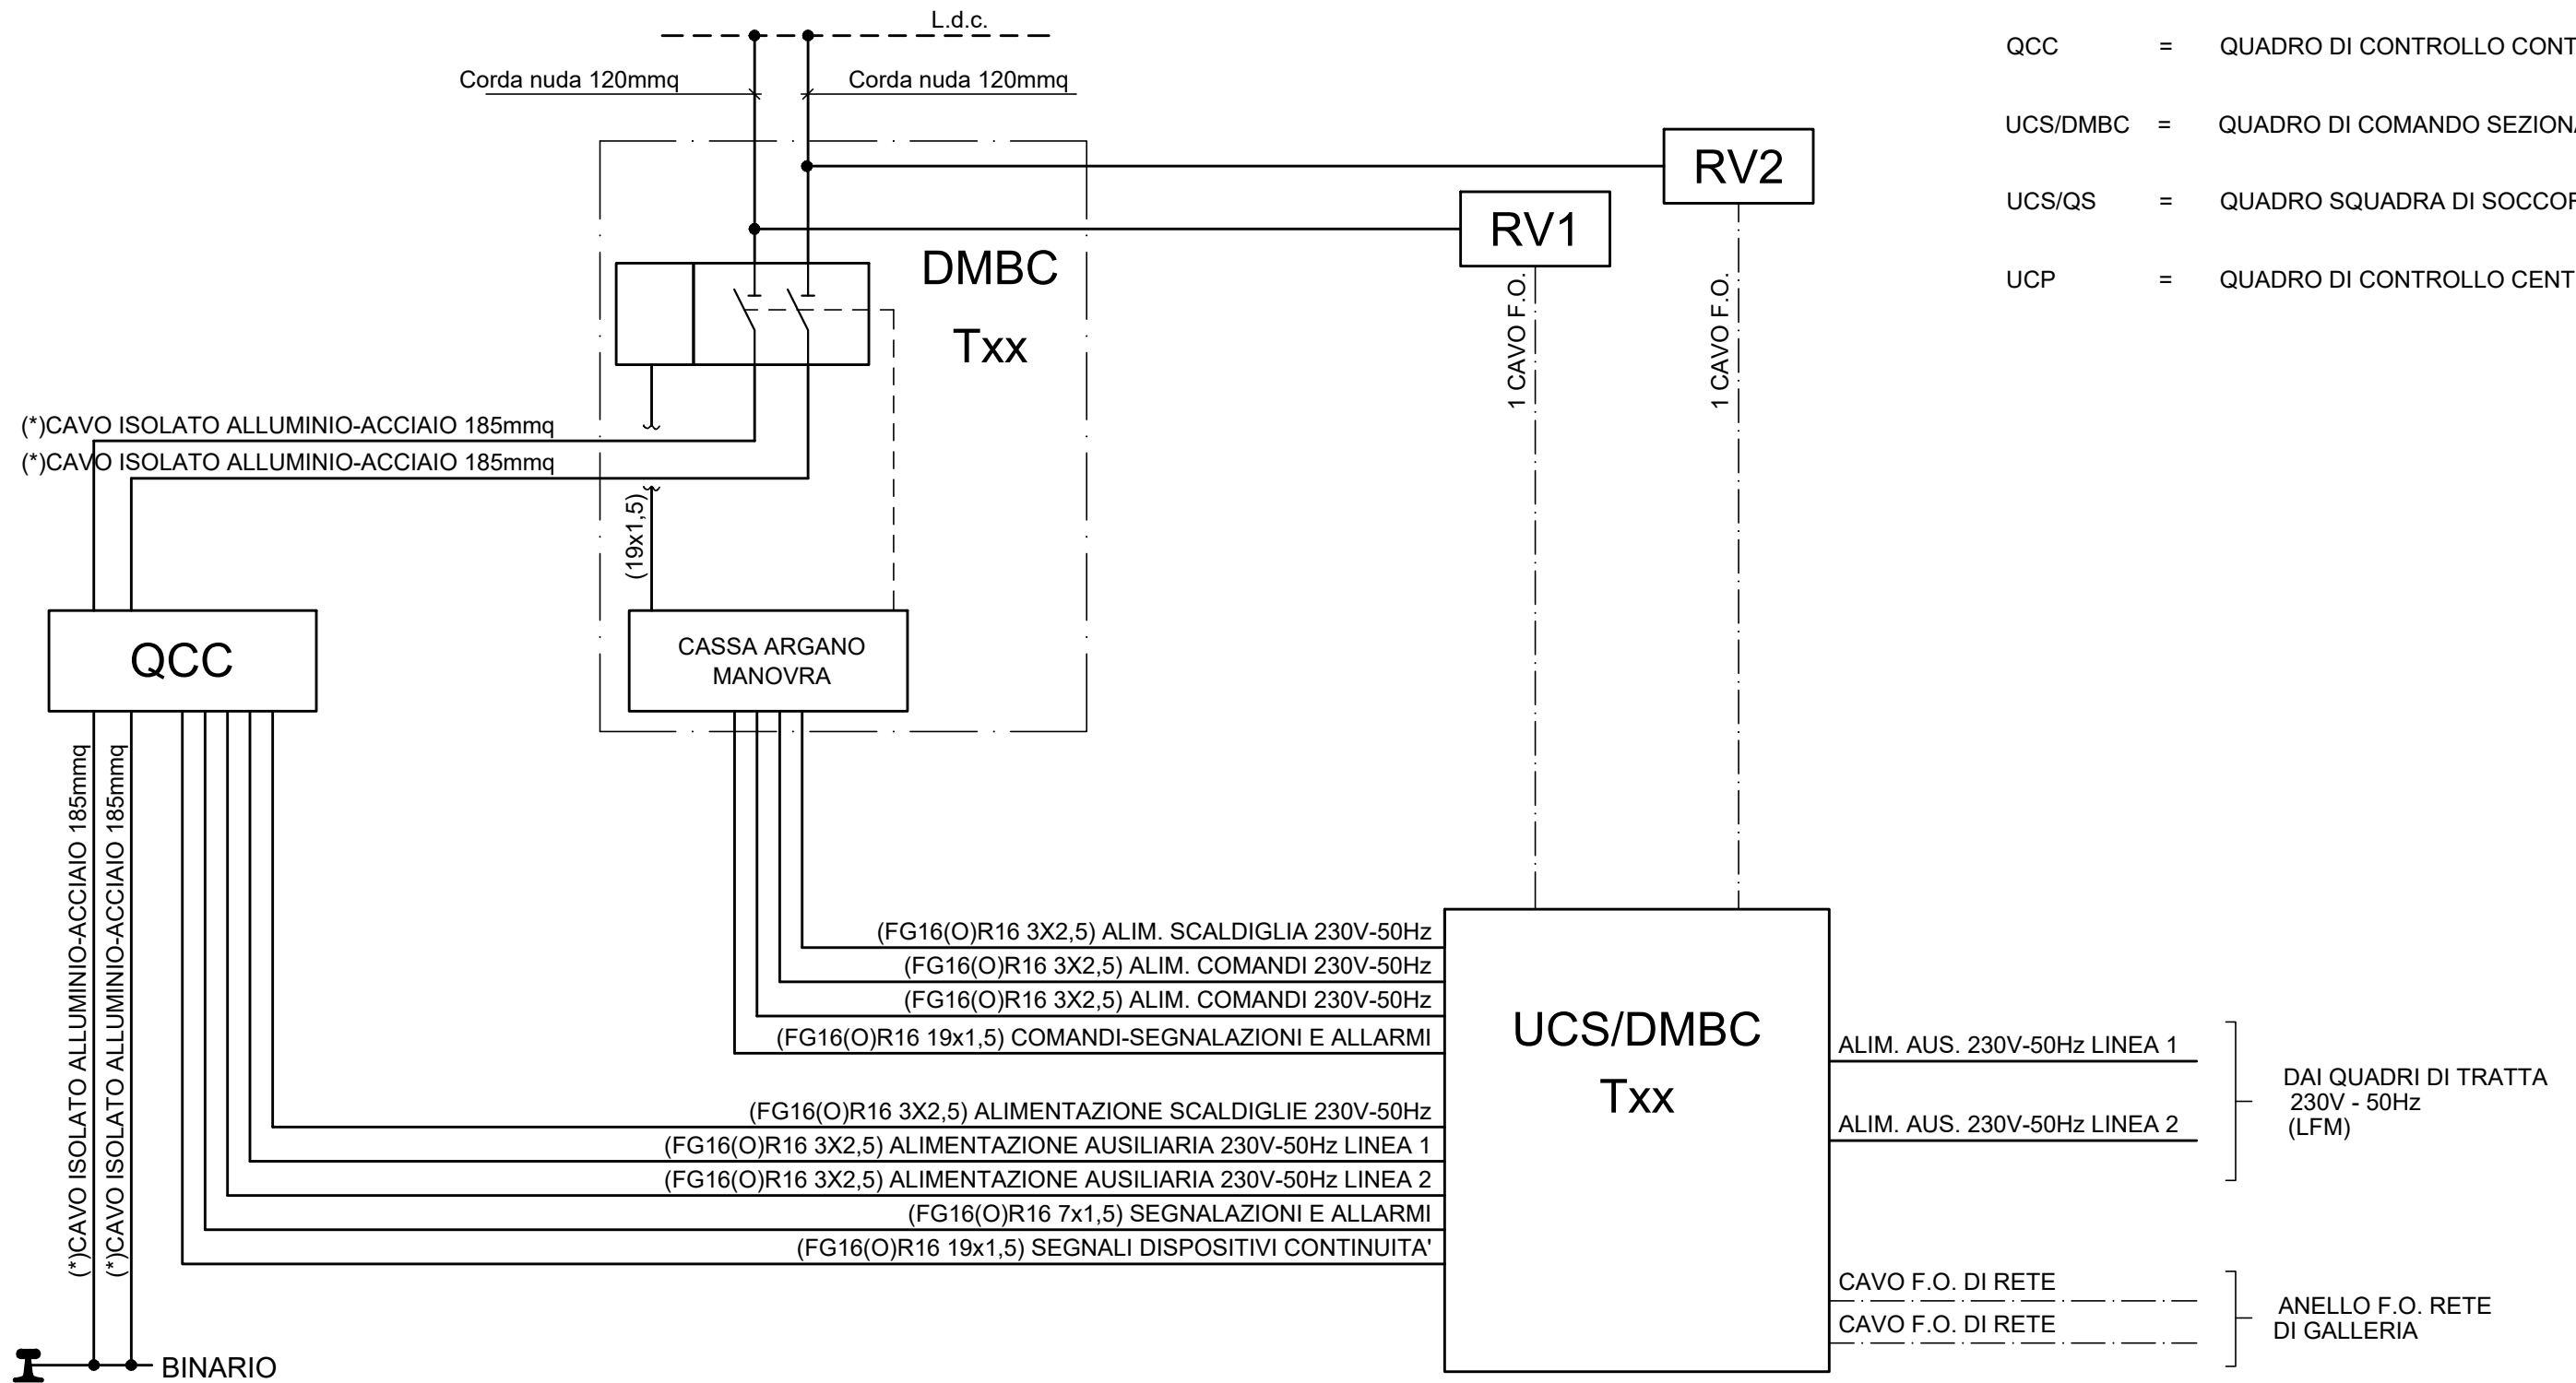 L.d.c.
Corda nuda 120mmq
Corda nuda 120mmq
QCC = QUADRO DI CONTROLLO
UCS/DMBC = QUADRO DI COMANDO
UCS/QS = QUADRO SQUADRA DI
UCP = QUADRO DI CONTROLLO
RV2
RV1
DMBC
Txx
1 CAVO F.O.
1 CAVO F.O.
(*)CAVO ISOLATO ALLUMINIO-ACCIAIO 185mmq
(*)CAVO ISOLATO ALLUMINIO-ACCIAIO 185mmq
(19x1,5)
QCC
CASSA ARGANO
MANOVRA
(*)CAVO ISOLATO ALLUMINIO-ACCIAIO 185mmq
(*)CAVO ISOLATO ALLUMINIO-ACCIAIO 185mmq
(FG16(O)R16 3X2,5) ALIM. SCALDIGLIA 230V-50Hz
(FG16(O)R16 3X2,5) ALIM. COMANDI 230V-50Hz
(FG16(O)R16 3X2,5) ALIM. COMANDI 230V-50Hz
(FG16(O)R16 19x1,5) COMANDI-SEGNALAZIONI E ALLARMI
(FG16(O)R16 3X2,5) ALIMENTAZIONE SCALDIGLIE 230V-50Hz
(FG16(O)R16 3X2,5) ALIMENTAZIONE AUSILIARIA 230V-50Hz LINEA 1
(FG16(O)R16 3X2,5) ALIMENTAZIONE AUSILIARIA 230V-50Hz LINEA 2
(FG16(O)R16 7x1,5) SEGNALAZIONI E ALLARMI
(FG16(O)R16 19x1,5) SEGNALI DISPOSITIVI CONTINUITA'
UCS/DMBC
Txx
ALIM. AUS. 230V-50Hz LINEA 1
ALIM. AUS. 230V-50Hz LINEA 2
DAI QUADRI DI TRATTA
230V - 50Hz
(LFM)
CAVO F.O. DI RETE
CAVO F.O. DI RETE
ANELLO F.O. RETE
DI GALLERIA
BINARIO